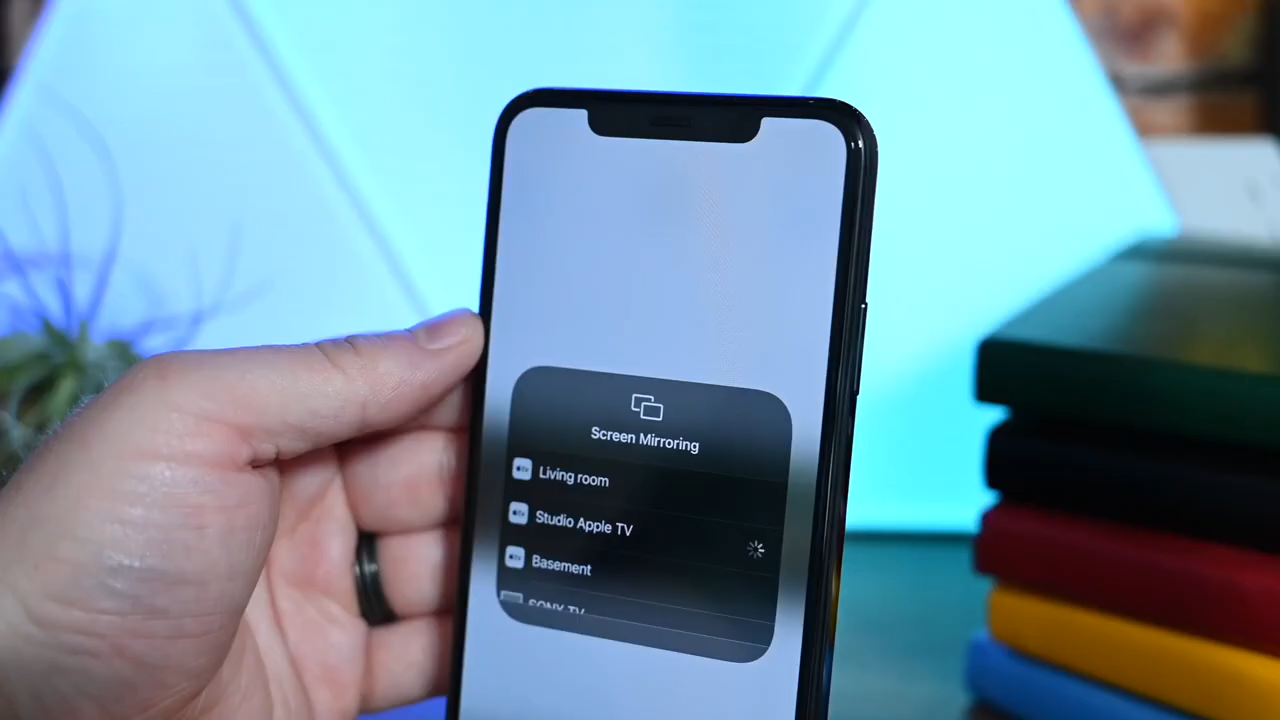 Screen Mirroring
Living room
Studio Apple TV
Basement
SONY TV